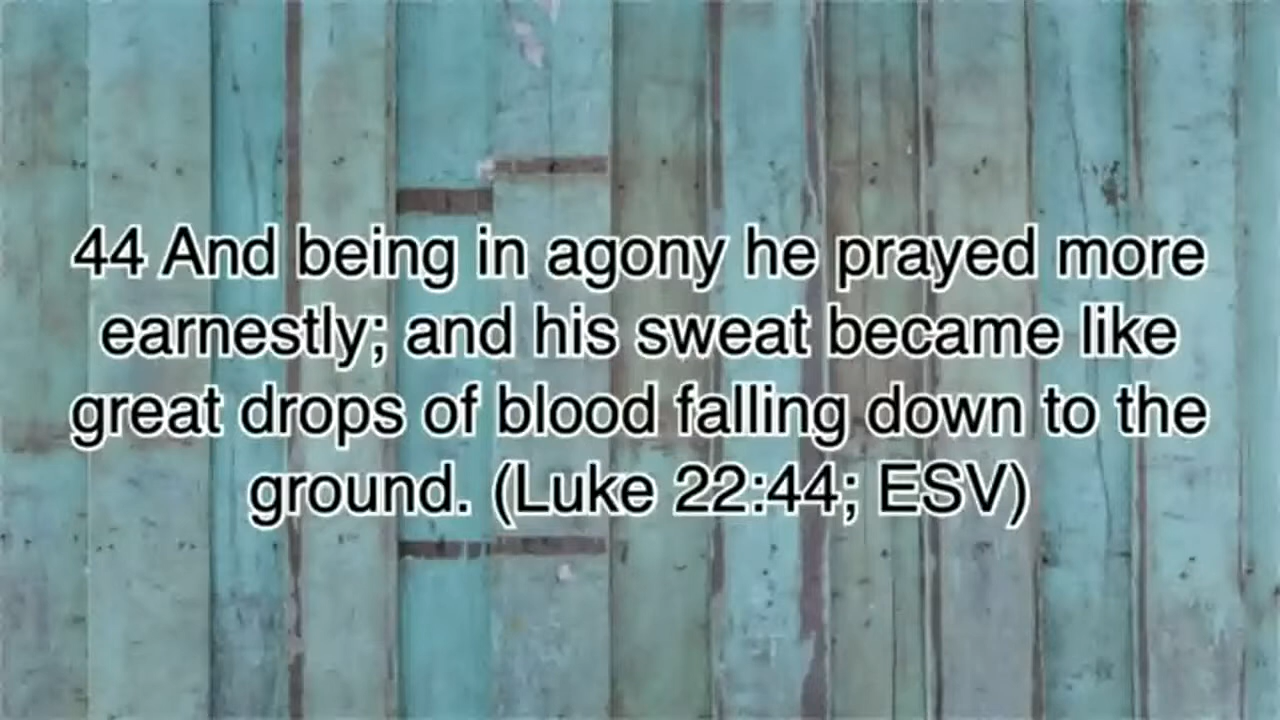 44 And being in agony he prayed more
earnestly; and his sweat became like
great drops of blood falling down to the
ground. (Luke 22:44; ESV)